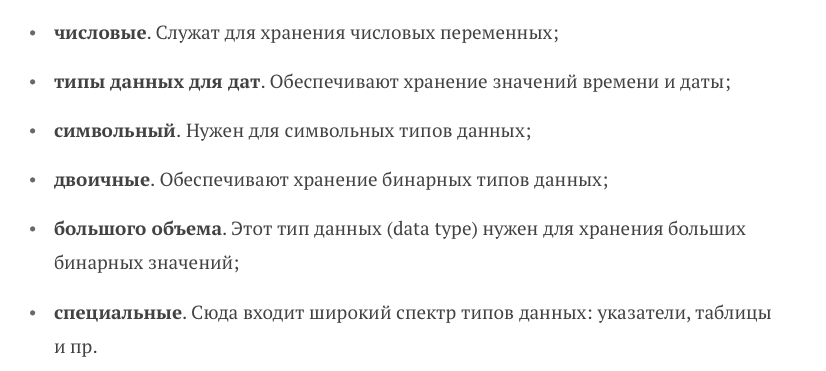 • числовые. Служат для хранения числовых переменных;
• типы данных для дат. Обеспечивают хранение значений времени и даты;
• символьный. Нужен для символьных типов данных;
• двоичные. Обеспечивают хранение бинарных типов данных;
• большого объема. Этот тип данных (data type) нужен для хранения больших
бинарных значений;
• специальные. Сюда входит широкий спектр типов данных: указатели, таблицы
и пр.